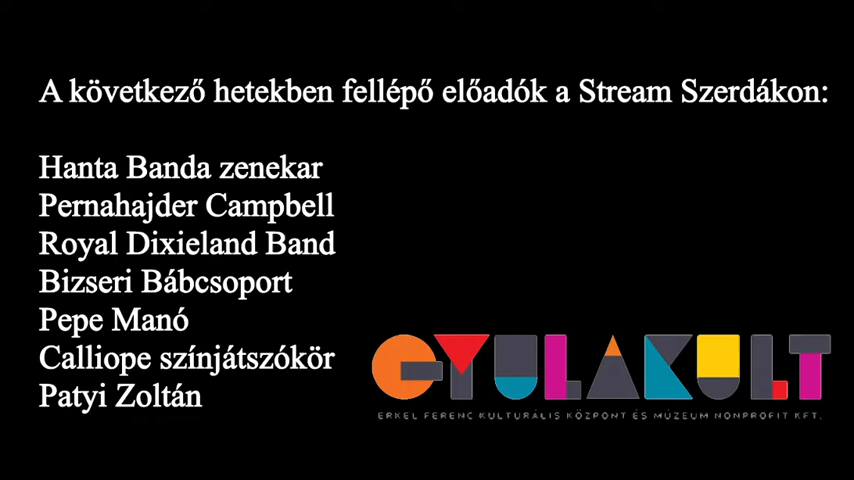 A következő hetekben fellépő előadók a Stream Szerdákon:
Hanta Banda zenekar
Pernahajder Campbell
Royal Dixieland Band
Bizseri Bábcsoport
Pepe Manó
Calliope színjátszókör
Patyi Zoltán
GYULAKULT
ERKEL FERENC KULTURÁLIS KÖZPONT ÉS MÚZEUM NONPROFIT KFT.